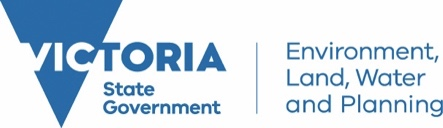 VICTORIA
State
Government
Environment,
Land, Water
and Planning